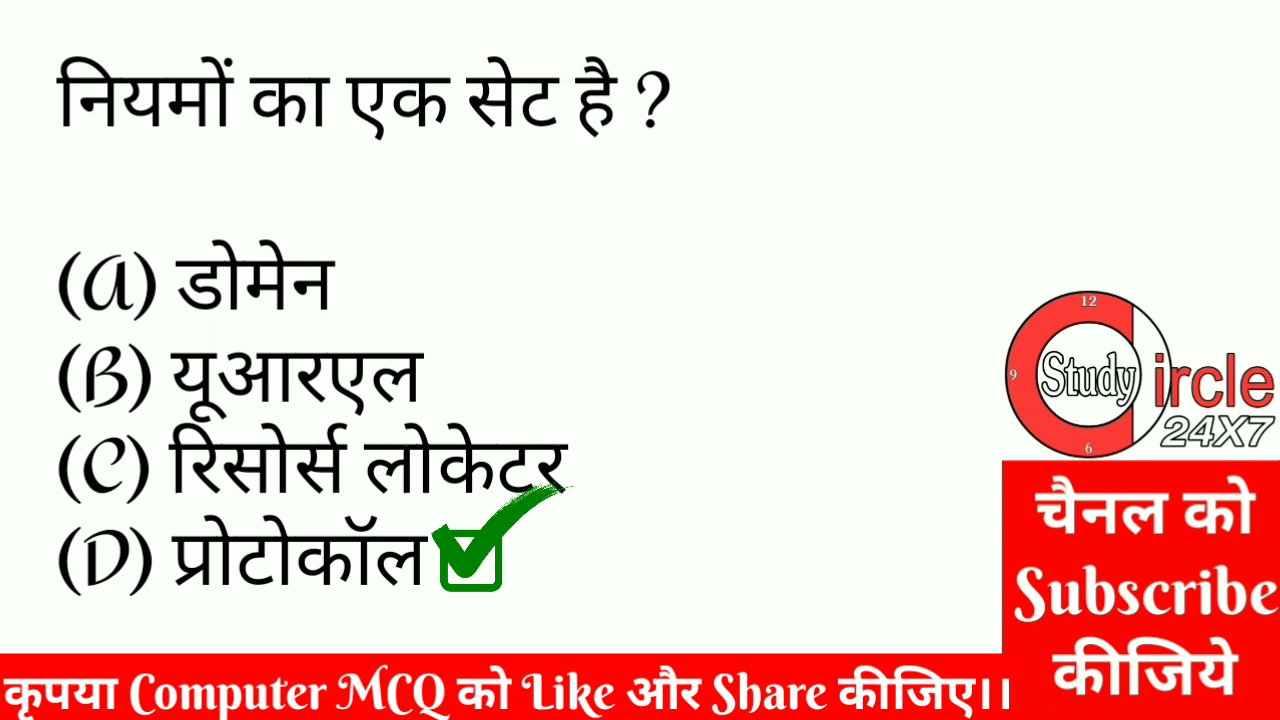 नियमों का एक सेट है ?
(A) डोमेन
(B) यूआरएल
(C) रिसोर्स लोकेटर
(D) प्रोटोकॉल
12
9
Study
ircle
24X7
6
चैनल को
Subscribe
कीजिये
कृपया Computer MCQ को Like और Share कीजिए।।